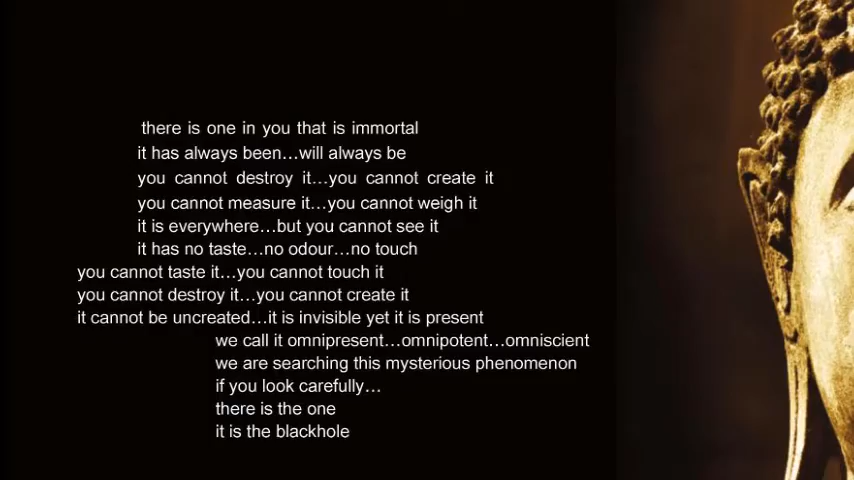 there is one in you that is immortal
it has always been...will always be
you cannot destroy it...you cannot create it
you cannot measure it...you cannot weigh it
it is everywhere...but you cannot see it
it has no taste...no odour...no touch
you cannot taste it...you cannot touch it
you cannot destroy it...you cannot create it
it cannot be uncreated...it is invisible yet it is present
we call it omnipresent...omnipotent...omniscient
we are searching this mysterious phenomenon
if you look carefully...
there is the one
it is the blackhole